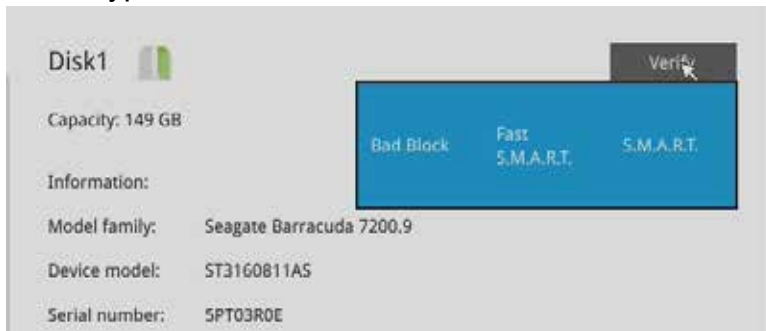 Disk1
Verify
Capacity: 149 GB
Bad Block
Fast
S.M.A.R.T.
S.M.A.R.T.
Information:
Model family: Seagate Barracuda 7200.9
Device model: ST3160811AS
Serial number: 5PT03R0E